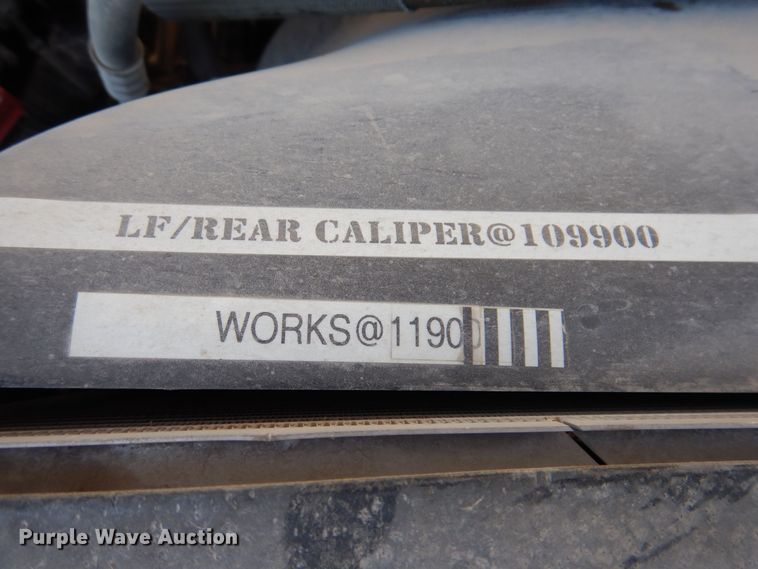 LF/REAR CALIPER@109900
WORKS@1190
Purple Wave Auction